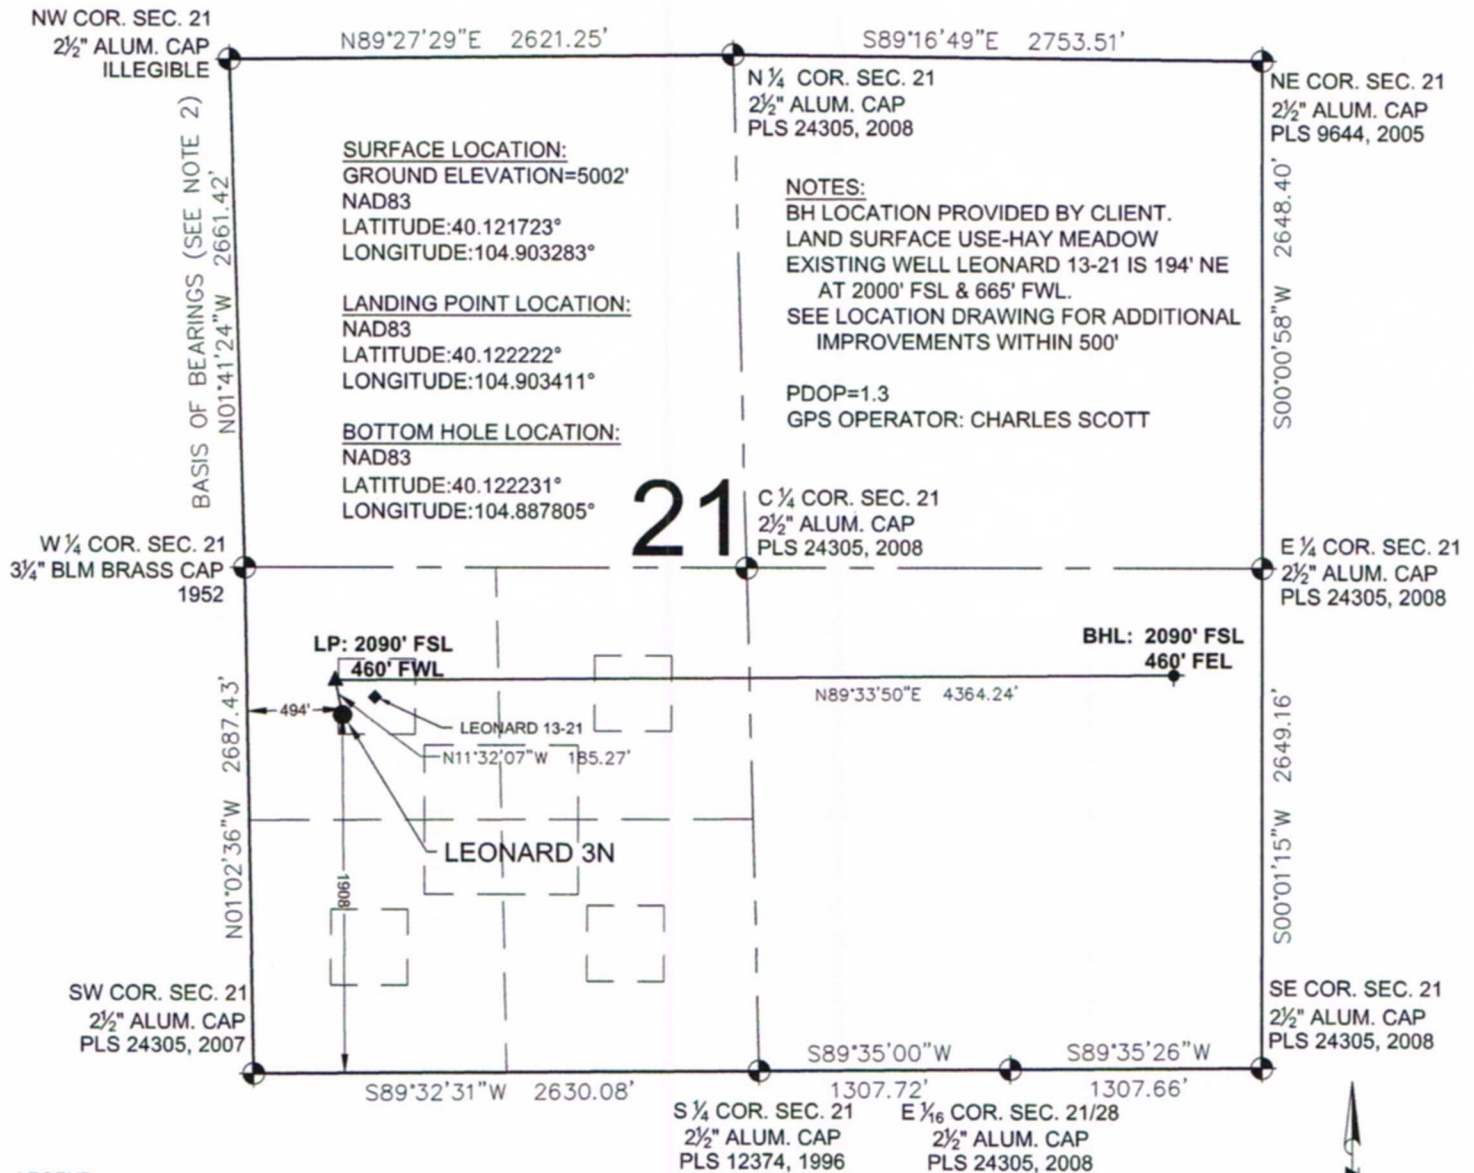 NW COR. SEC. 21
2½" ALUM. CAP
ILLEGIBLE
N89°27'29"E 2621.25'
S89°16'49"E 2753.51'
N ¼ COR. SEC. 21
2½" ALUM. CAP
PLS 24305, 2008
NE COR. SEC. 21
2½" ALUM. CAP
PLS 9644, 2005
BASIS OF BEARINGS (SEE NOTE 2)
N01°41'24"W 2661.42'
SURFACE LOCATION:
GROUND ELEVATION=5002'
NAD83
LATITUDE:40.121723°
LONGITUDE:104.903283°
LANDING POINT LOCATION:
NAD83
LATITUDE:40.122222°
LONGITUDE:104.903411°
BOTTOM HOLE LOCATION:
NAD83
LATITUDE:40.122231°
LONGITUDE:104.887805°
NOTES:
BH LOCATION PROVIDED BY CLIENT.
LAND SURFACE USE-HAY MEADOW
EXISTING WELL LEONARD 13-21 IS 194' NE
AT 2000' FSL & 665' FWL.
SEE LOCATION DRAWING FOR ADDITIONAL
IMPROVEMENTS WITHIN 500'
PDOP=1.3
GPS OPERATOR: CHARLES SCOTT
S00°00'58"W 2648.40'
21
C ¼ COR. SEC. 21
2½" ALUM. CAP
PLS 24305, 2008
W ¼ COR. SEC. 21
3¼" BLM BRASS CAP
1952
E ¼ COR. SEC. 21
2½" ALUM. CAP
PLS 24305, 2008
LP: 2090' FSL
460' FWL
BHL: 2090' FSL
460' FEL
N89°33'50"E 4364.24'
494'
LEONARD 13-21
N11°32'07"W 185.27'
LEONARD 3N
1908
N01°02'36"W 2687.43'
S00°01'15"W 2649.16'
SW COR. SEC. 21
2½" ALUM. CAP
PLS 24305, 2007
SE COR. SEC. 21
2½" ALUM. CAP
PLS 24305, 2008
S89°32'31"W 2630.08'
S89°35'00"W
1307.72'
S89°35'26"W
1307.66'
S ¼ COR. SEC. 21
2½" ALUM. CAP
PLS 12374, 1996
E 1⁄16 COR. SEC. 21/28
2½" ALUM. CAP
PLS 24305, 2008